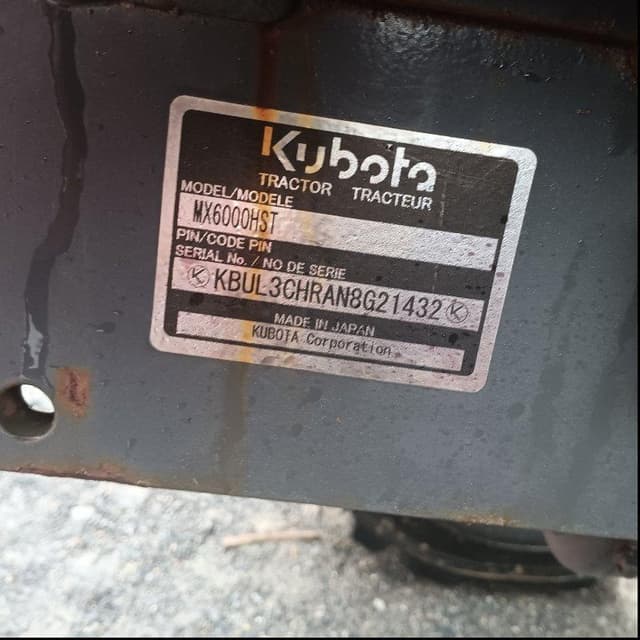 Kubota
TRACTOR TRACTEUR
MODEL/MODELE
MX6000HST
PIN/CODE PIN
SERIAL No. / NO DE SERIE
KBUL3CHRAN8G21432
MADE IN JAPAN
KUBOTA Corporation